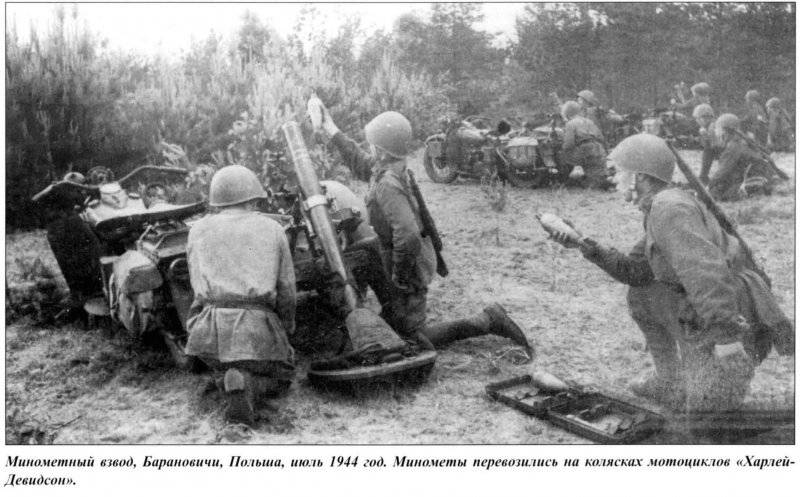 Минометный взвод, Барановичи, Польша, июль 1944 год. Минометы перевозились на колясках мотоциклов «Харлей-
Девидсон».